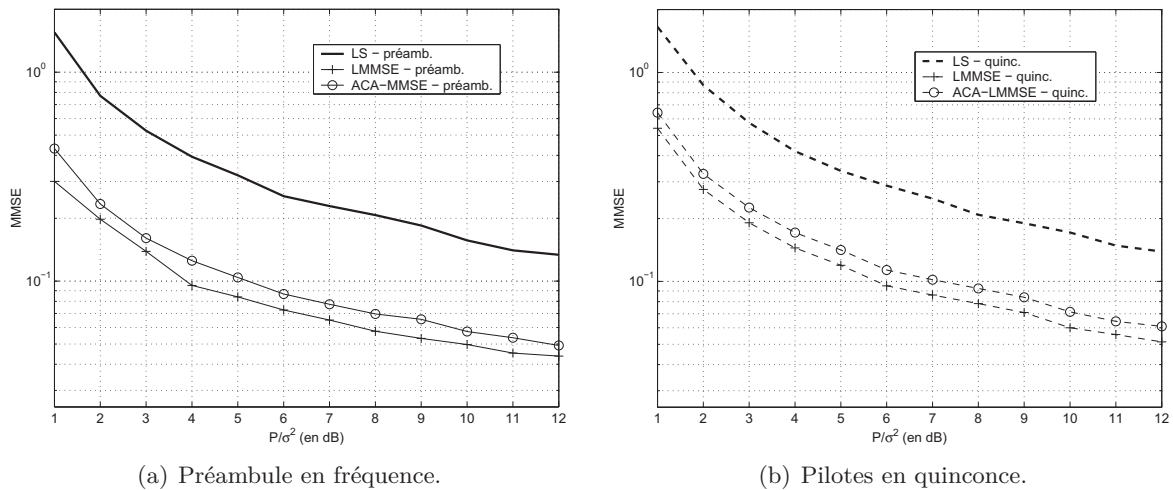 LS − préamb.
LMMSE − préamb.
ACA−MMSE − préamb.
10^0
10^−1
MMSE
1 2 3 4 5 6 7 8 9 10 11 12
P/σ^2 (en dB)
(a) Préambule en fréquence.
LS − quinc.
LMMSE − quinc.
ACA−LMMSE − quinc.
10^0
10^−1
MMSE
1 2 3 4 5 6 7 8 9 10 11 12
P/σ^2 (en dB)
(b) Pilotes en quinconce.